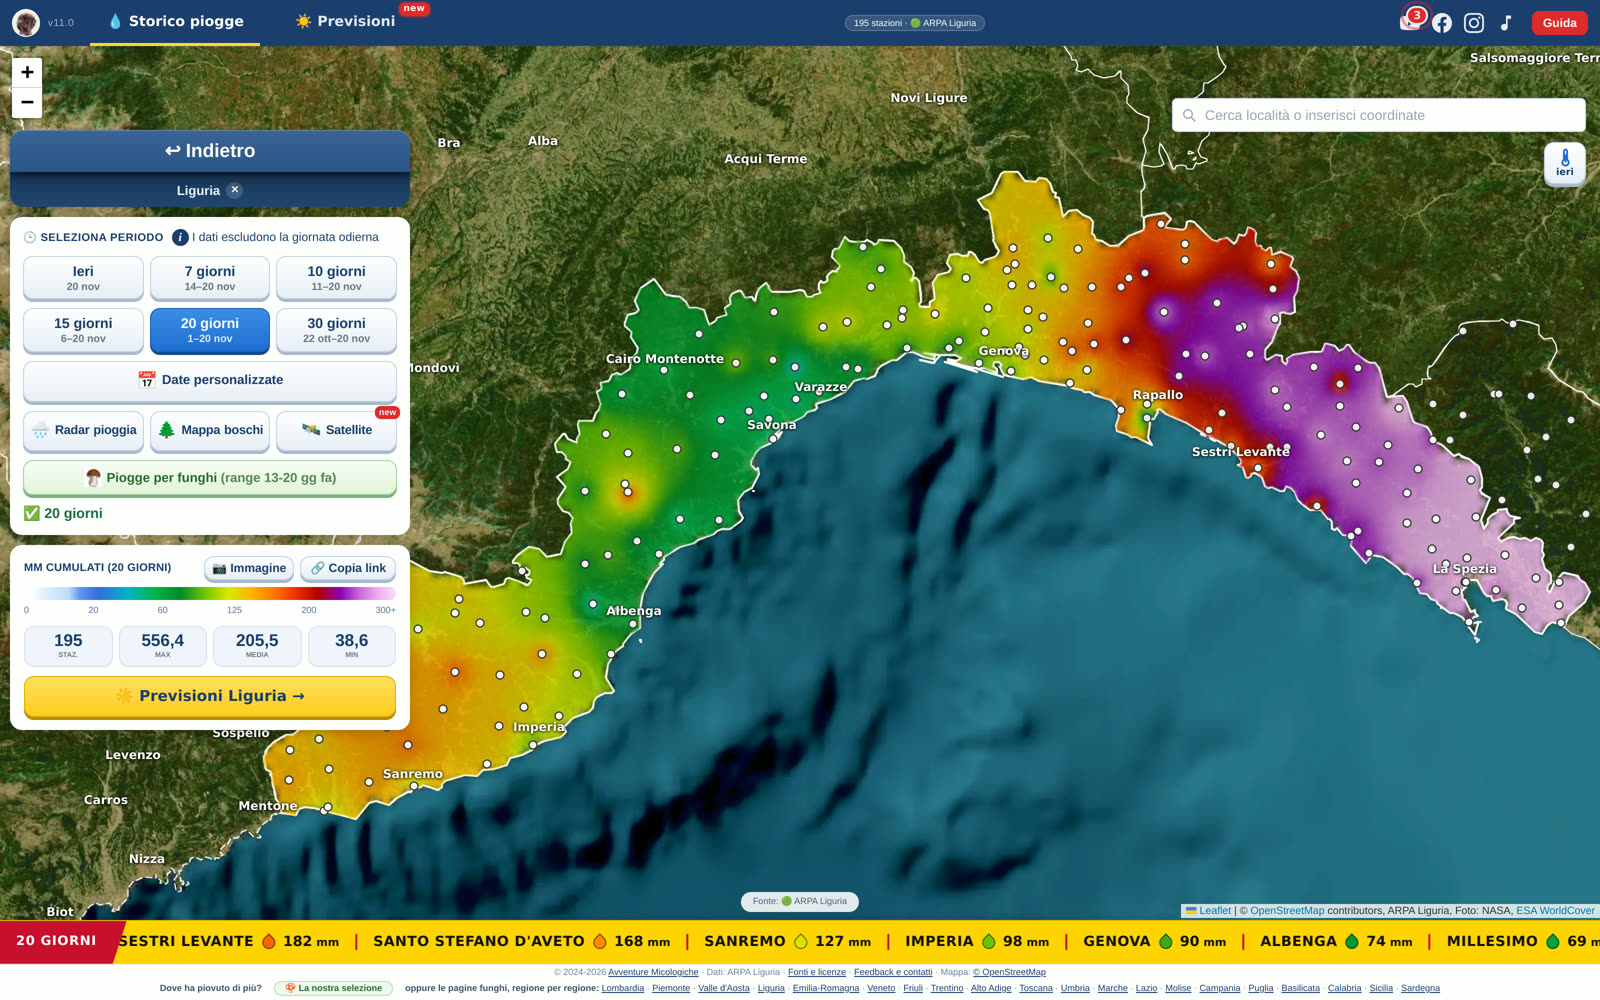 v11.0
Storico piogge
Previsioni
new
195 stazioni · ARPA Liguria
3
Guida
Salsomaggiore Terr
+
−
Novi Ligure
Cerca località o inserisci coordinate
Bra
Alba
Acqui Terme
ieri
↩ Indietro
Liguria ✕
SELEZIONA PERIODO
i I dati escludono la giornata odierna
Ieri
20 nov
7 giorni
14–20 nov
10 giorni
11–20 nov
15 giorni
6–20 nov
20 giorni
1–20 nov
30 giorni
22 ott–20 nov
Date personalizzate
new
Radar pioggia
Mappa boschi
Satellite
Piogge per funghi (range 13-20 gg fa)
✅ 20 giorni
MM CUMULATI (20 GIORNI)
Immagine
Copia link
0 20 60 125 200 300+
195
STAZ.
556,4
MAX
205,5
MEDIA
38,6
MIN
Previsioni Liguria →
ondovì
Cairo Montenotte
Varazze
Savona
Genova
Rapallo
Sestri Levante
La Spezia
Albenga
Imperia
Sanremo
Sospello
Levenzo
Carros
Mentone
Nizza
Biot
Fonte: ARPA Liguria
Leaflet | © OpenStreetMap contributors, ARPA Liguria, Foto: NASA, ESA WorldCover
20 GIORNI
SESTRI LEVANTE 182 mm | SANTO STEFANO D'AVETO 168 mm | SANREMO 127 mm | IMPERIA 98 mm | GENOVA 90 mm | ALBENGA 74 mm | MILLESIMO 69 m
© 2024-2026 Avventure Micologiche · Dati: ARPA Liguria · Fonti e licenze · Feedback e contatti · Mappa: © OpenStreetMap
Dove ha piovuto di più? La nostra selezione oppure le pagine funghi, regione per regione: Lombardia · Piemonte · Valle d'Aosta · Liguria · Emilia-Romagna · Veneto · Friuli · Trentino · Alto Adige · Toscana · Umbria · Marche · Lazio · Molise · Campania · Puglia · Basilicata · Calabria · Sicilia · Sardegna